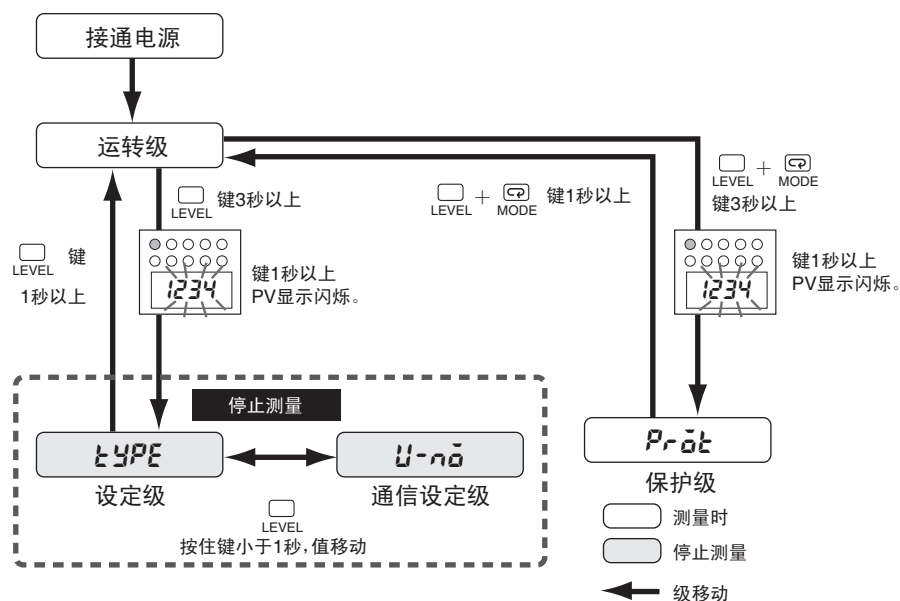 接通电源
运转级
LEVEL 键3秒以上
LEVEL + MODE 键1秒以上
LEVEL + MODE
键3秒以上
LEVEL 键
1秒以上
1234
键1秒以上
PV显示闪烁。
1234
键1秒以上
PV显示闪烁。
停止测量
tYPE
设定级
U-no
通信设定级
LEVEL
按住键小于1秒,值移动
Prot
保护级
测量时
停止测量
级移动